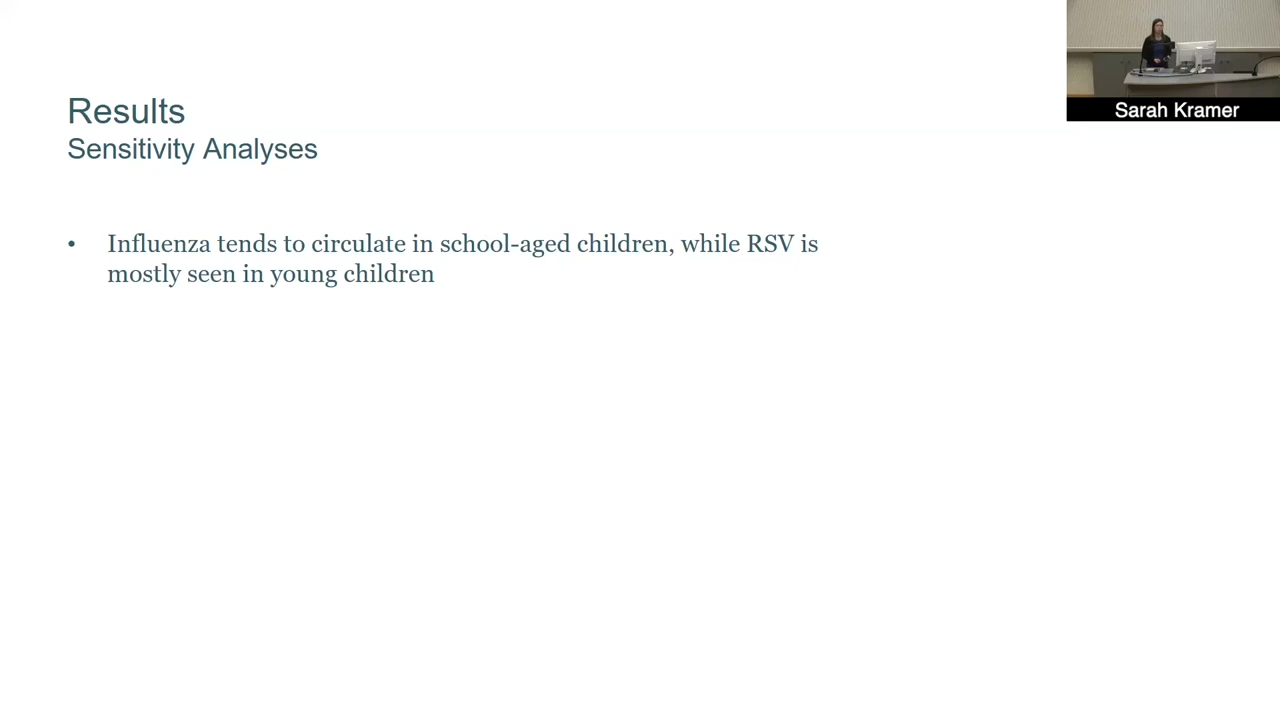 Results
Sensitivity Analyses
• Influenza tends to circulate in school-aged children, while RSV is
mostly seen in young children
Sarah Kramer